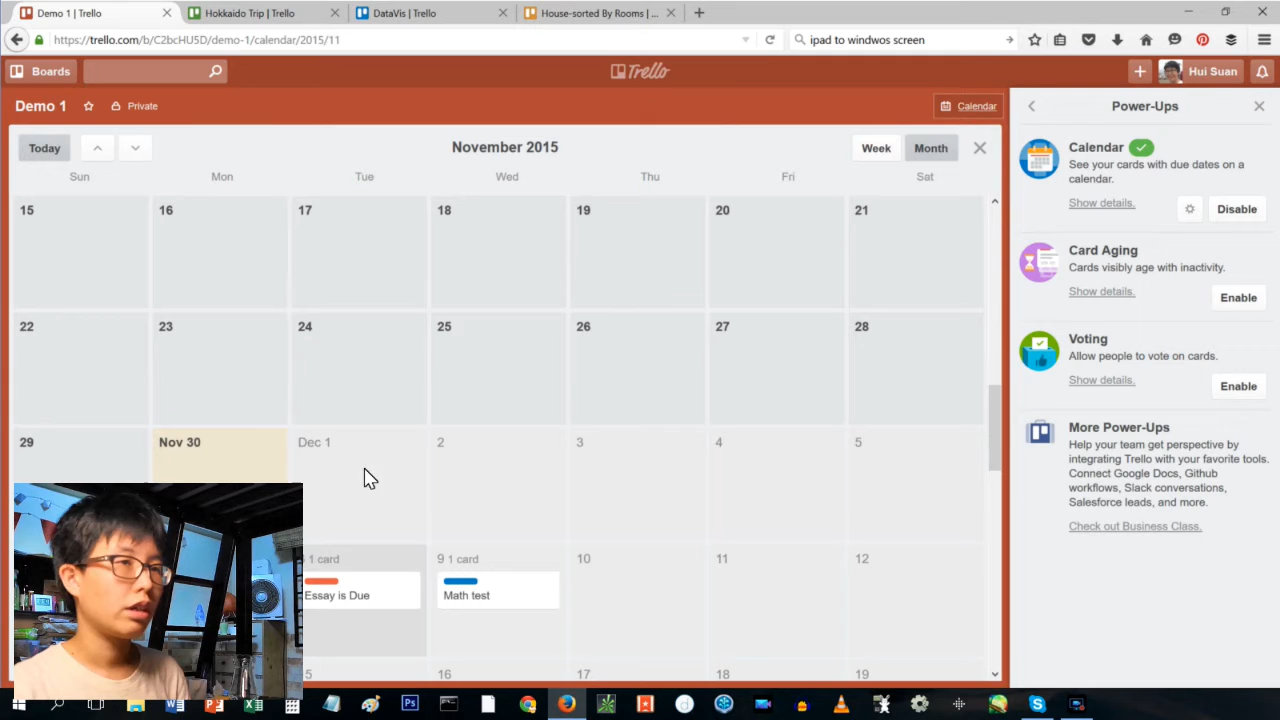 Demo 1 | Trello
Hokkaido Trip | Trello
DataVis | Trello
House-sorted By Rooms | ...
https://trello.com/b/C2bcHU5D/demo-1/calendar/2015/11
ipad to windwos screen
Boards
Trello
Hui Suan
Demo 1
Private
Calendar
Power-Ups
Today
November 2015
Week
Month
Sun
Mon
Tue
Wed
Thu
Fri
Sat
15
16
17
18
19
20
21
22
23
24
25
26
27
28
29
Nov 30
Dec 1
2
3
4
5
1 card
Essay is Due
9 1 card
Math test
10
11
12
16
17
18
19
Calendar
See your cards with due dates on a
calendar.
Show details.
Disable
Card Aging
Cards visibly age with inactivity.
Show details.
Enable
Voting
Allow people to vote on cards.
Show details.
Enable
More Power-Ups
Help your team get perspective by
integrating Trello with your favorite tools.
Connect Google Docs, Github
workflows, Slack conversations,
Salesforce leads, and more.
Check out Business Class.